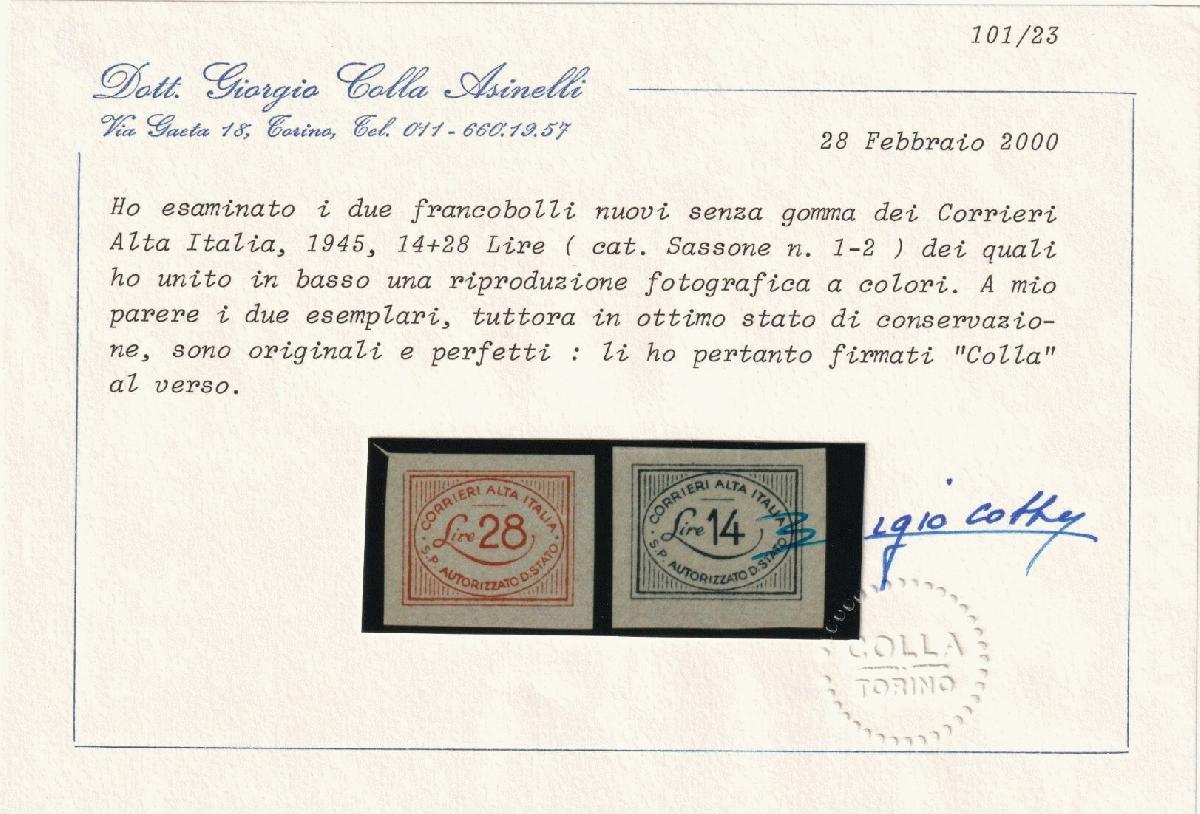 101/23
Dott. Giorgio Colla Asinelli
Via Gaeta 18, Torino, Tel. 011 - 660.19.57
28 Febbraio 2000
Ho esaminato i due francobolli nuovi senza gomma dei Corrieri
Alta Italia, 1945, 14+28 Lire ( cat. Sassone n. 1-2 ) dei quali
ho unito in basso una riproduzione fotografica a colori. A mio
parere i due esemplari, tuttora in ottimo stato di conservazio-
ne, sono originali e perfetti : li ho pertanto firmati "Colla"
al verso.
CORRIERI ALTA ITALIA
Lire 28
S.P. AUTORIZZATO D. STATO
CORRIERI ALTA ITALIA
Lire 14
S.P. AUTORIZZATO D. STATO
COLLA
TORINO